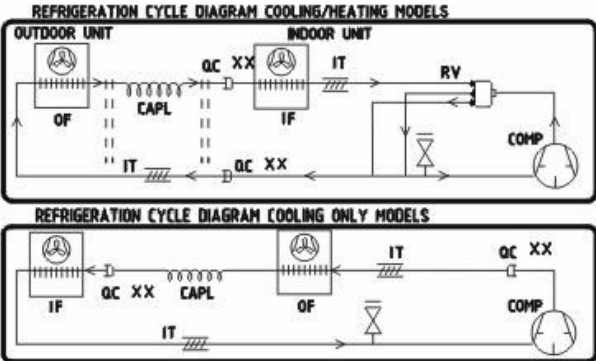 REFRIGERATION CYCLE DIAGRAM COOLING/HEATING MODELS
OUTDOOR UNIT
INDOOR UNIT
QC XX
IT
RV
CAPL
OF
IF
COMP
IT
QC XX
REFRIGERATION CYCLE DIAGRAM COOLING ONLY MODELS
IT
QC XX
QC XX
CAPL
IF
OF
COMP
IT